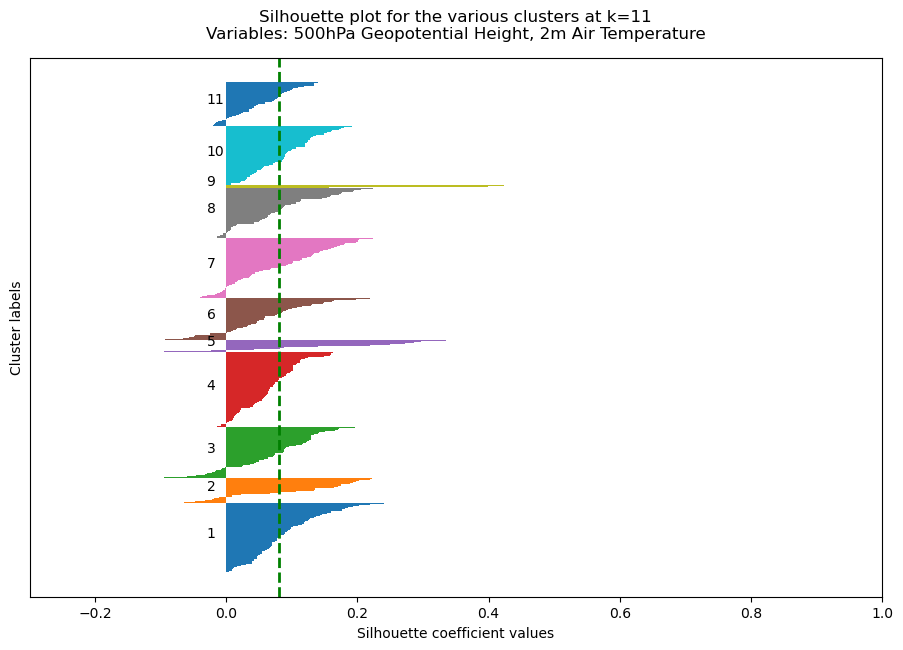 Silhouette plot for the various clusters at k=11
Variables: 500hPa Geopotential Height, 2m Air Temperature
Cluster labels
11
10
9
8
7
6
5
4
3
2
1
−0.2 0.0 0.2 0.4 0.6 0.8 1.0
Silhouette coefficient values